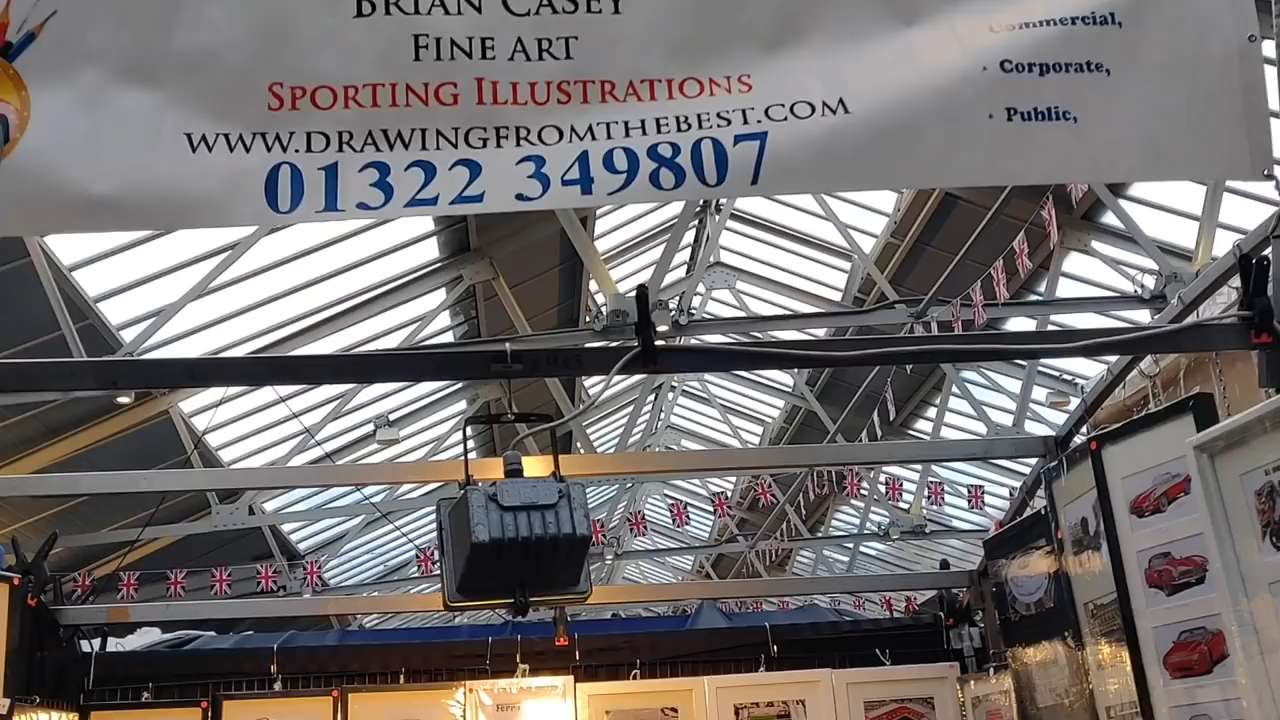 BRIAN CASEY
FINE ART
SPORTING ILLUSTRATIONS
WWW.DRAWINGFROMTHEBEST.COM
01322 349807
Commercial,
· Corporate,
· Public,